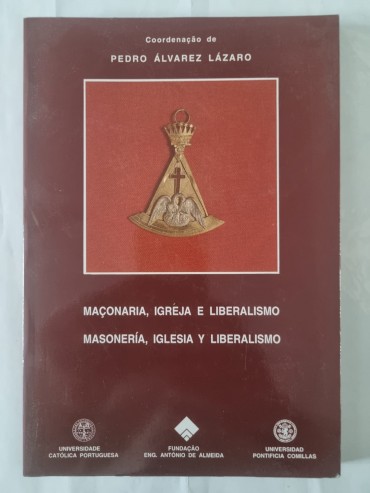 Coordenação de
PEDRO ÁLVAREZ LÁZARO
MAÇONARIA, IGREJA E LIBERALISMO
MASONERÍA, IGLESIA Y LIBERALISMO
UNIVERSIDADE
CATÓLICA PORTUGUESA
FUNDAÇÃO
ENG. ANTÓNIO DE ALMEIDA
UNIVERSIDAD
PONTIFICIA COMILLAS